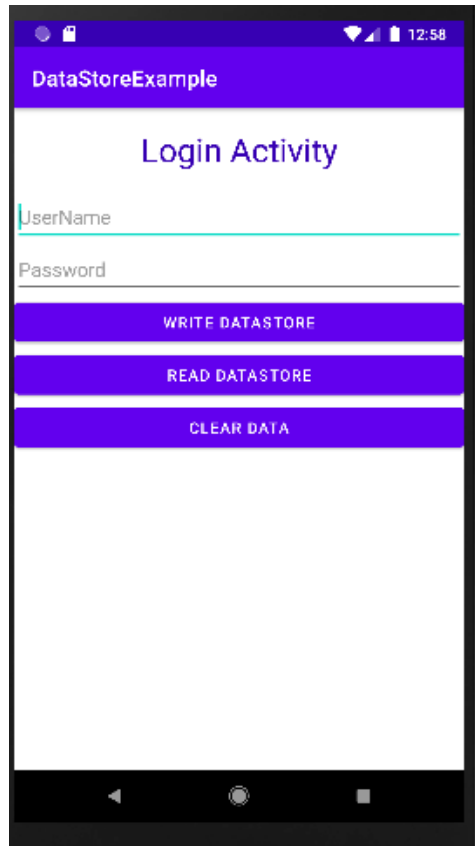 12:58
DataStoreExample
Login Activity
UserName
Password
WRITE DATASTORE
READ DATASTORE
CLEAR DATA